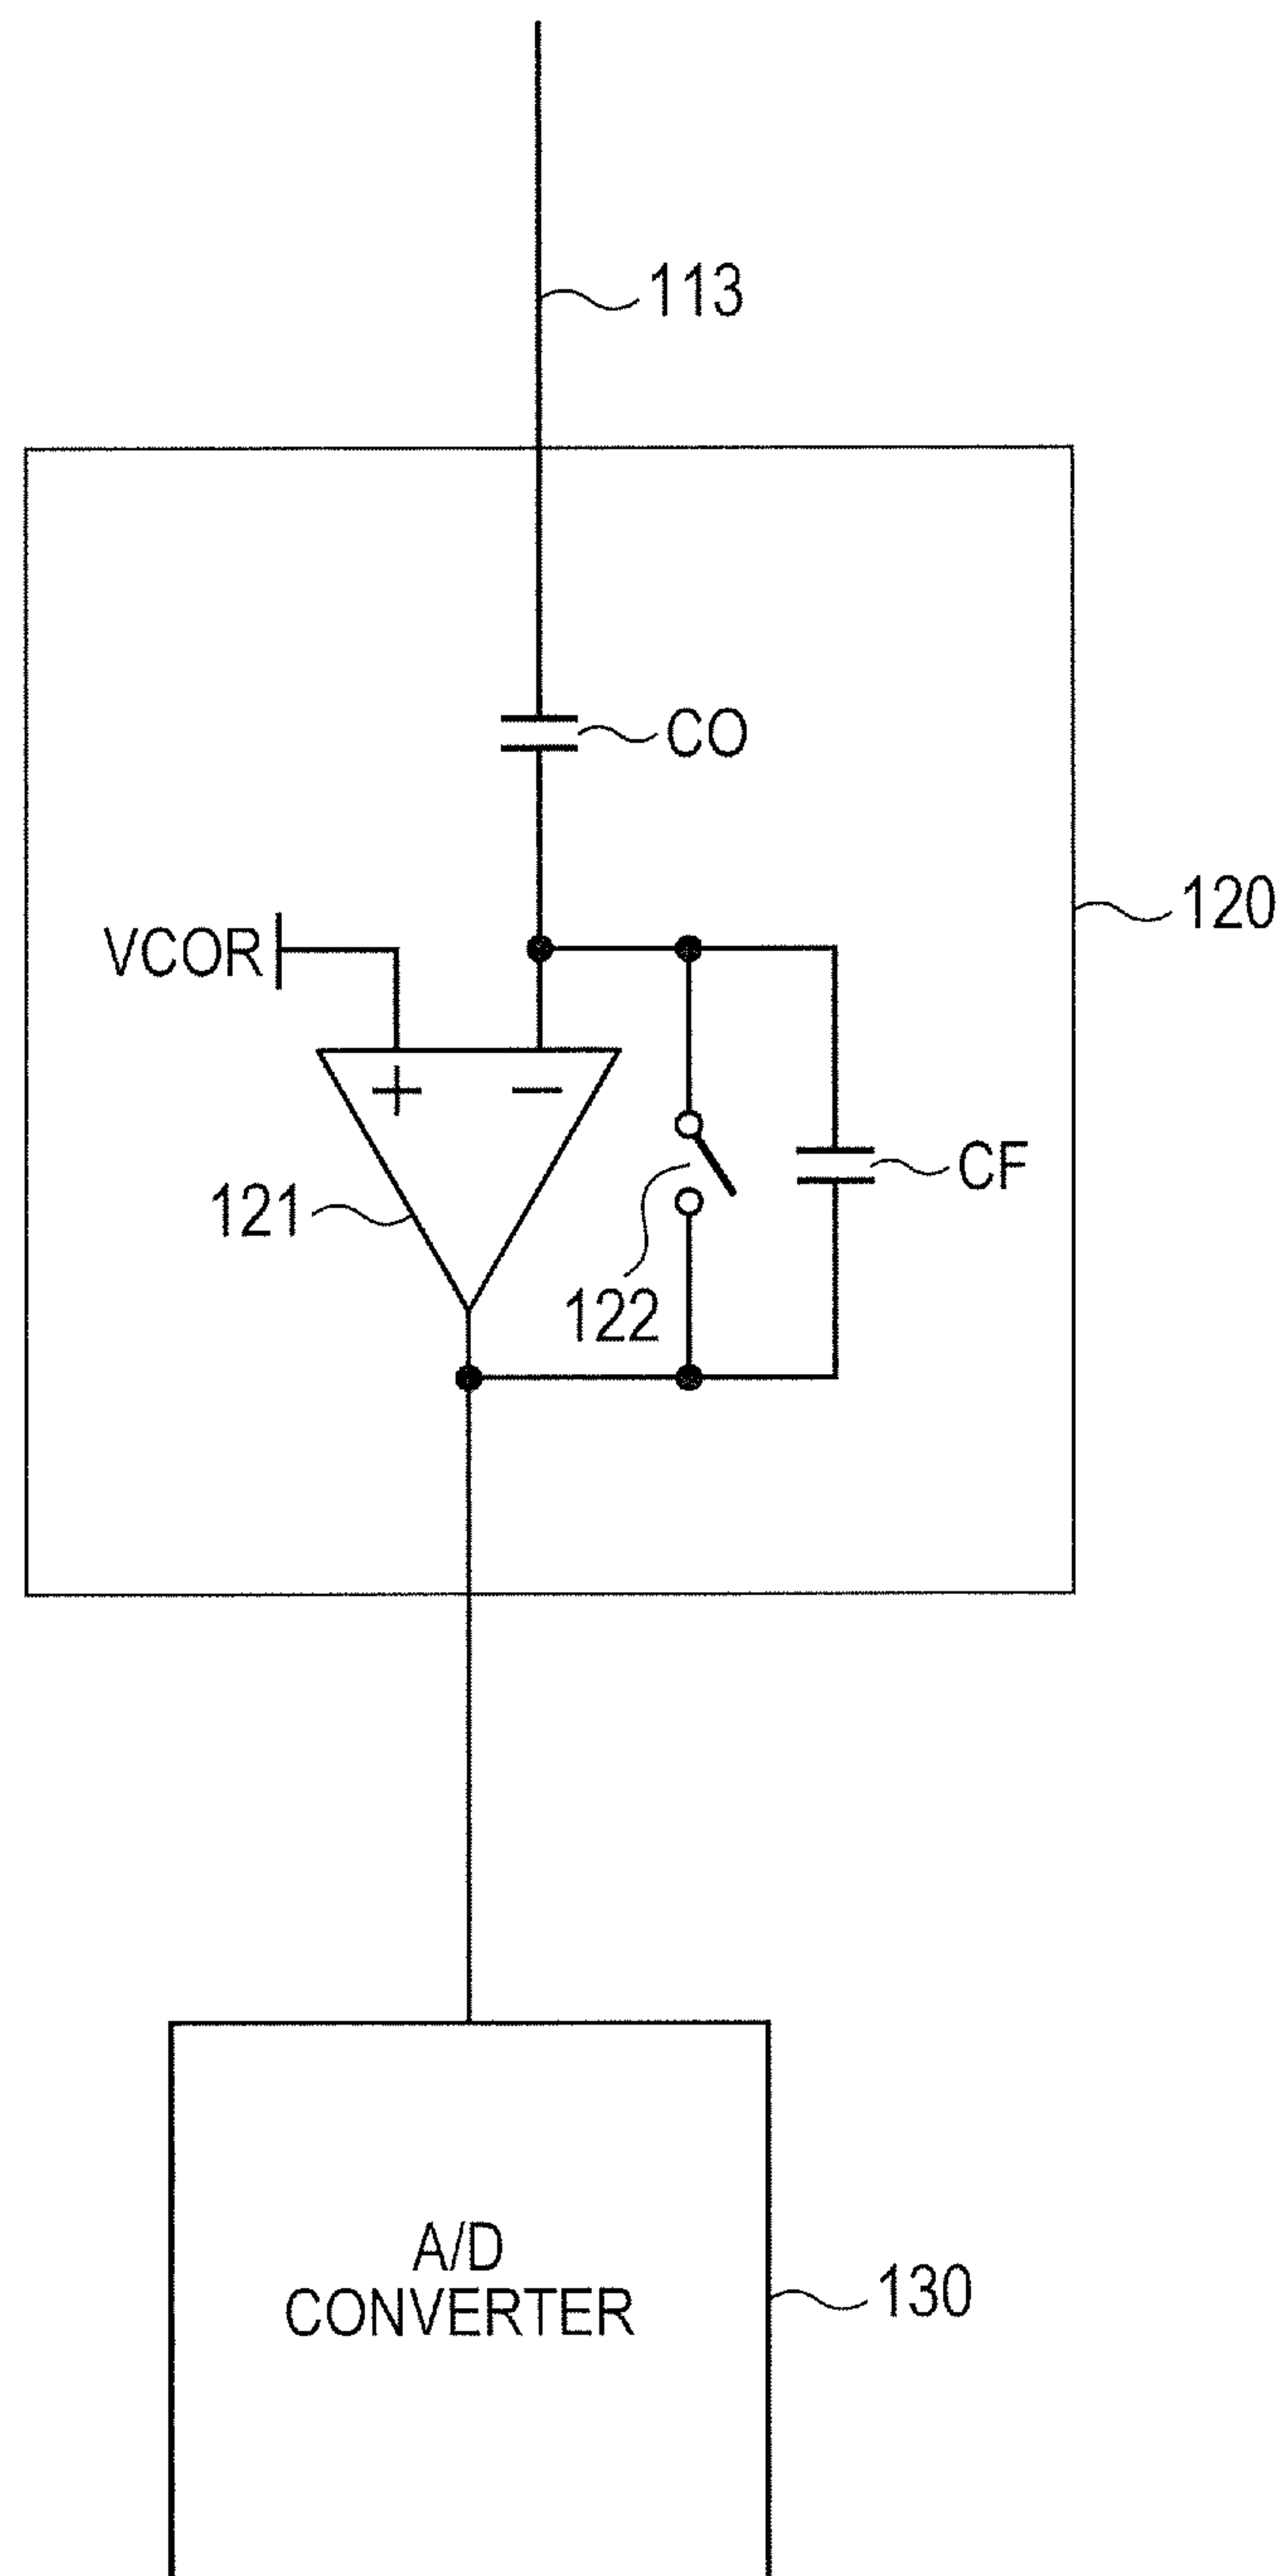 113
CO
120
VCOR
+
−
121
122
CF
A/D
CONVERTER
130